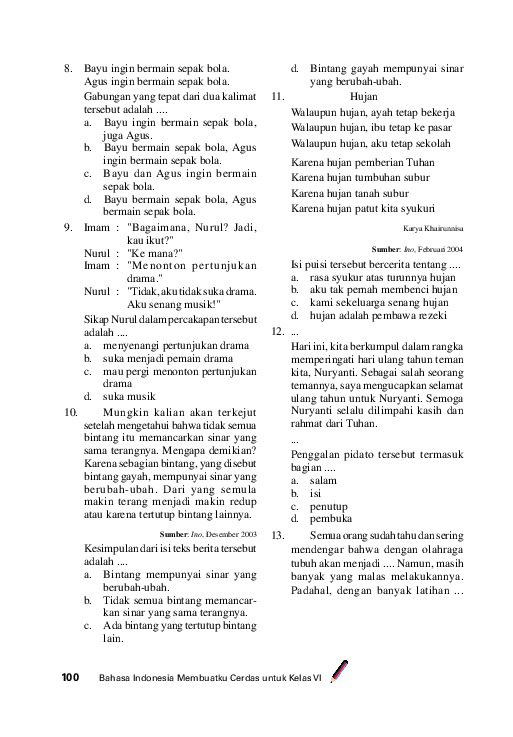 8. Bayu ingin bermain sepak bola.
Agus ingin bermain sepak bola.
Gabungan yang tepat dari dua kalimat
tersebut adalah ....
a. Bayu ingin bermain sepak bola,
juga Agus.
b. Bayu bermain sepak bola, Agus
ingin bermain sepak bola.
c. Bayu dan Agus ingin bermain
sepak bola.
d. Bayu bermain sepak bola, Agus
bermain sepak bola.
9. Imam : "Bagaimana, Nurul? Jadi,
kau ikut?"
Nurul : "Ke mana?"
Imam : "Menonton pertunjukan
drama."
Nurul : "Tidak, aku tidak suka drama.
Aku senang musik!"
Sikap Nurul dalam percakapan tersebut
adalah ....
a. menyenangi pertunjukan drama
b. suka menjadi pemain drama
c. mau pergi menonton pertunjukan
drama
d. suka musik
10. Mungkin kalian akan terkejut
setelah mengetahui bahwa tidak semua
bintang itu memancarkan sinar yang
sama terangnya. Mengapa demikian?
Karena sebagian bintang, yang disebut
bintang gayah, mempunyai sinar yang
berubah-ubah. Dari yang semula
makin terang menjadi makin redup
atau karena tertutup bintang lainnya.
Sumber: Ino, Desember 2003
Kesimpulan dari isi teks berita tersebut
adalah ....
a. Bintang mempunyai sinar yang
berubah-ubah.
b. Tidak semua bintang memancar-
kan sinar yang sama terangnya.
c. Ada bintang yang tertutup bintang
lain.
d. Bintang gayah mempunyai sinar
yang berubah-ubah.
11. Hujan
Walaupun hujan, ayah tetap bekerja
Walaupun hujan, ibu tetap ke pasar
Walaupun hujan, aku tetap sekolah
Karena hujan pemberian Tuhan
Karena hujan tumbuhan subur
Karena hujan tanah subur
Karena hujan patut kita syukuri
Karya Khairunnisa
Sumber: Ino, Februari 2004
Isi puisi tersebut bercerita tentang ....
a. rasa syukur atas turunnya hujan
b. aku tak pernah membenci hujan
c. kami sekeluarga senang hujan
d. hujan adalah pembawa rezeki
12. ...
Hari ini, kita berkumpul dalam rangka
memperingati hari ulang tahun teman
kita, Nuryanti. Sebagai salah seorang
temannya, saya mengucapkan selamat
ulang tahun untuk Nuryanti. Semoga
Nuryanti selalu dilimpahi kasih dan
rahmat dari Tuhan.
...
Penggalan pidato tersebut termasuk
bagian ....
a. salam
b. isi
c. penutup
d. pembuka
13. Semua orang sudah tahu dan sering
mendengar bahwa dengan olahraga
tubuh akan menjadi .... Namun, masih
banyak yang malas melakukannya.
Padahal, dengan banyak latihan ...
100 Bahasa Indonesia Membuatku Cerdas untuk Kelas VI